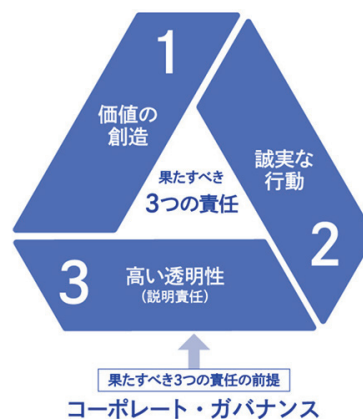 1
価値の
創造
誠実な
行動
2
果たすべき
3つの責任
3
高い透明性
(説明責任)
果たすべき3つの責任の前提
コーポレート・ガバナンス